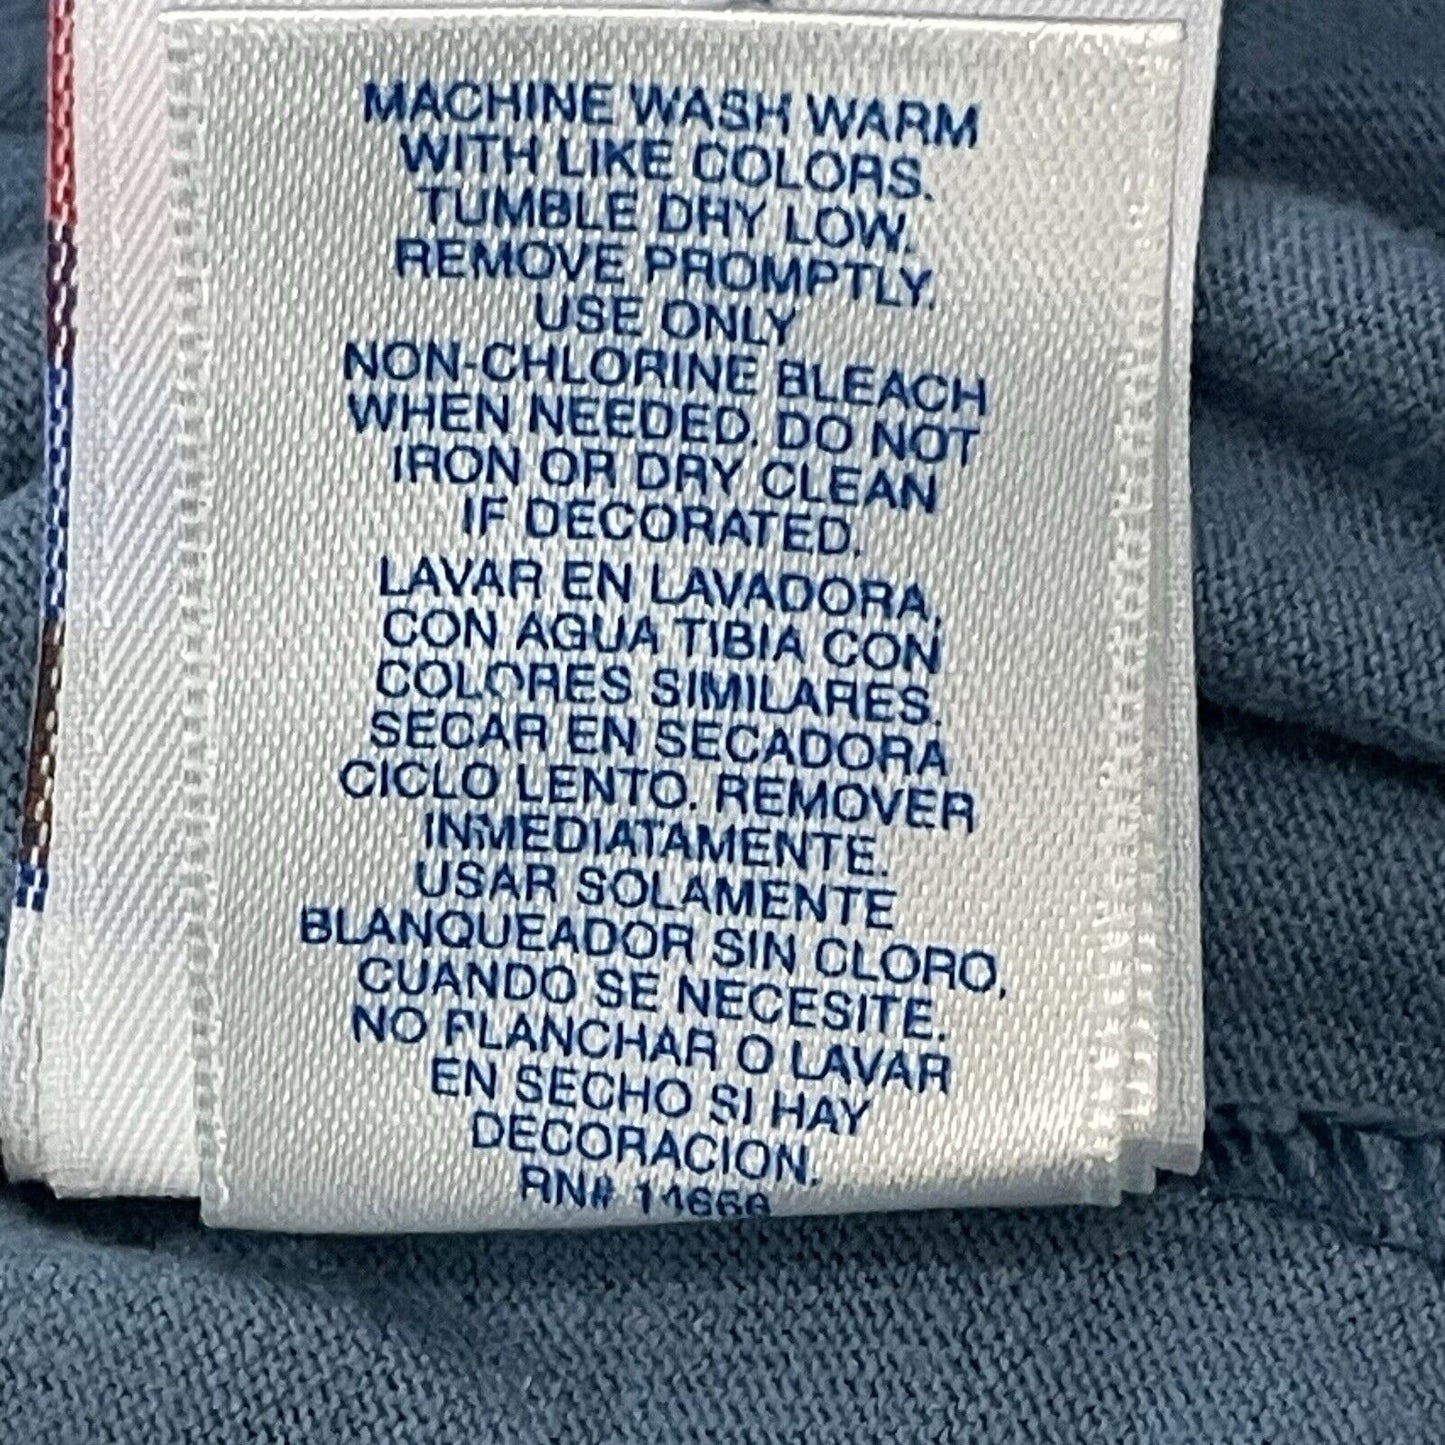 MACHINE WASH WARM
WITH LIKE COLORS.
TUMBLE DRY LOW.
REMOVE PROMPTLY.
USE ONLY
NON-CHLORINE BLEACH
WHEN NEEDED. DO NOT
IRON OR DRY CLEAN
IF DECORATED.
LAVAR EN LAVADORA,
CON AGUA TIBIA CON
COLORES SIMILARES.
SECAR EN SECADORA
CICLO LENTO. REMOVER
INMEDIATAMENTE.
USAR SOLAMENTE
BLANQUEADOR SIN CLORO,
CUANDO SE NECESITE.
NO PLANCHAR O LAVAR
EN SECHO SI HAY
DECORACION.
RN#